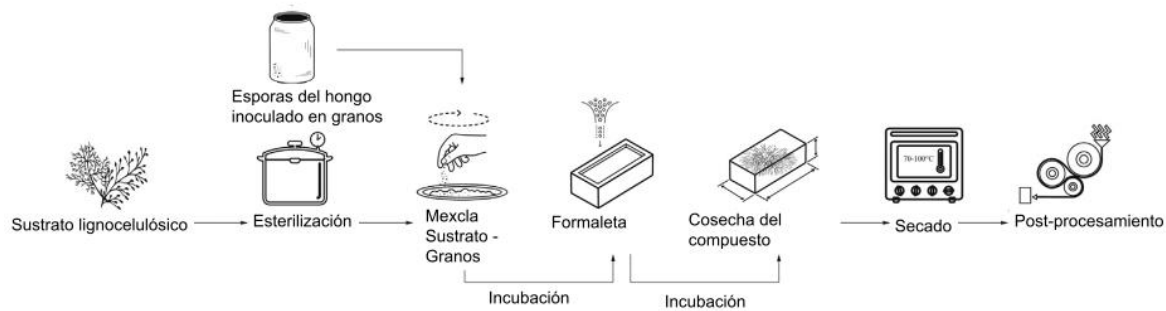 Esporas del hongo
inoculado en granos
Sustrato lignocelulósico
Esterilización
Mexcla
Sustrato -
Granos
Formaleta
Cosecha del
compuesto
70-100°C
Secado
Post-procesamiento
Incubación
Incubación